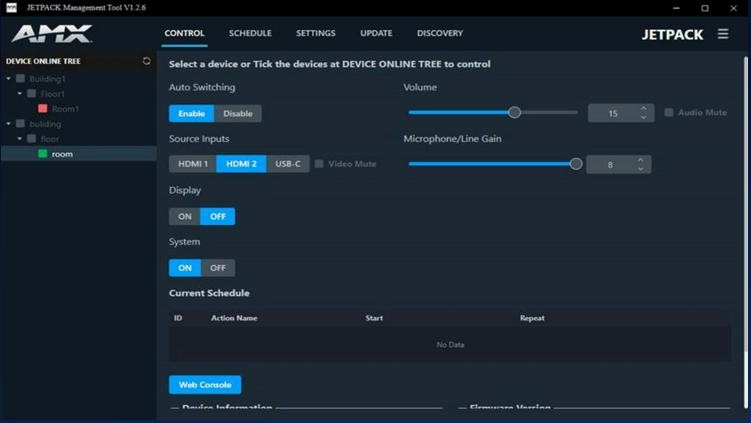 AMX JETPACK Management Tool V1.2.6
AMX CONTROL SCHEDULE SETTINGS UPDATE DISCOVERY JETPACK
DEVICE ONLINE TREE
Select a device or Tick the devices at DEVICE ONLINE TREE to control
Building1
Floor1
Room1
buliding
floor
room
Auto Switching Volume
Enable Disable 15 Audio Mute
Source Inputs Microphone/Line Gain
HDMI 1 HDMI 2 USB-C Video Mute 8
Display
ON OFF
System
ON OFF
Current Schedule
ID Action Name Start Repeat
No Data
Web Console
Device Information Firmware Version